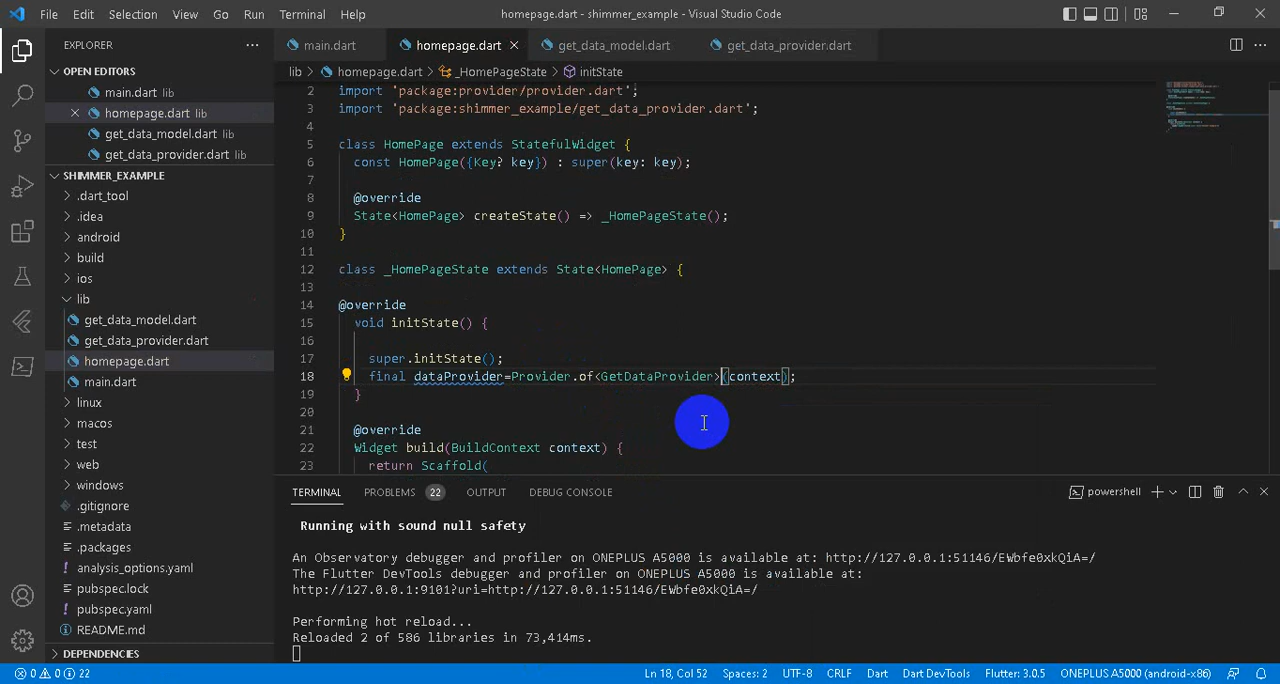 File Edit Selection View Go Run Terminal Help
homepage.dart - shimmer_example - Visual Studio Code
EXPLORER
OPEN EDITORS
main.dart lib
homepage.dart lib
get_data_model.dart lib
get_data_provider.dart lib
SHIMMER_EXAMPLE
.dart_tool
.idea
android
build
ios
lib
get_data_model.dart
get_data_provider.dart
homepage.dart
main.dart
linux
macos
test
web
windows
.gitignore
.metadata
.packages
analysis_options.yaml
pubspec.lock
pubspec.yaml
README.md
DEPENDENCIES
main.dart homepage.dart get_data_model.dart get_data_provider.dart
lib > homepage.dart > _HomePageState > initState
2 import 'package:provider/provider.dart';
3 import 'package:shimmer_example/get_data_provider.dart';
4
5 class HomePage extends StatefulWidget {
6 const HomePage({Key? key}) : super(key: key);
7
8 @override
9 State<HomePage> createState() => _HomePageState();
10 }
11
12 class _HomePageState extends State<HomePage> {
13
14 @override
15 void initState() {
16
17 super.initState();
18 final dataProvider=Provider.of<GetDataProvider>(context);
19 }
20
21 @override
22 Widget build(BuildContext context) {
23 return Scaffold(
TERMINAL PROBLEMS 22 OUTPUT DEBUG CONSOLE powershell
Running with sound null safety
An Observatory debugger and profiler on ONEPLUS A5000 is available at: http://127.0.0.1:51146/EWbfe0xkQiA=/
The Flutter DevTools debugger and profiler on ONEPLUS A5000 is available at:
http://127.0.0.1:9101?uri=http://127.0.0.1:51146/EWbfe0xkQiA=/
Performing hot reload...
Reloaded 2 of 586 libraries in 73,414ms.
0 0 22 Ln 18, Col 52 Spaces: 2 UTF-8 CRLF Dart Dart DevTools Flutter: 3.0.5 ONEPLUS A5000 (android-x86)